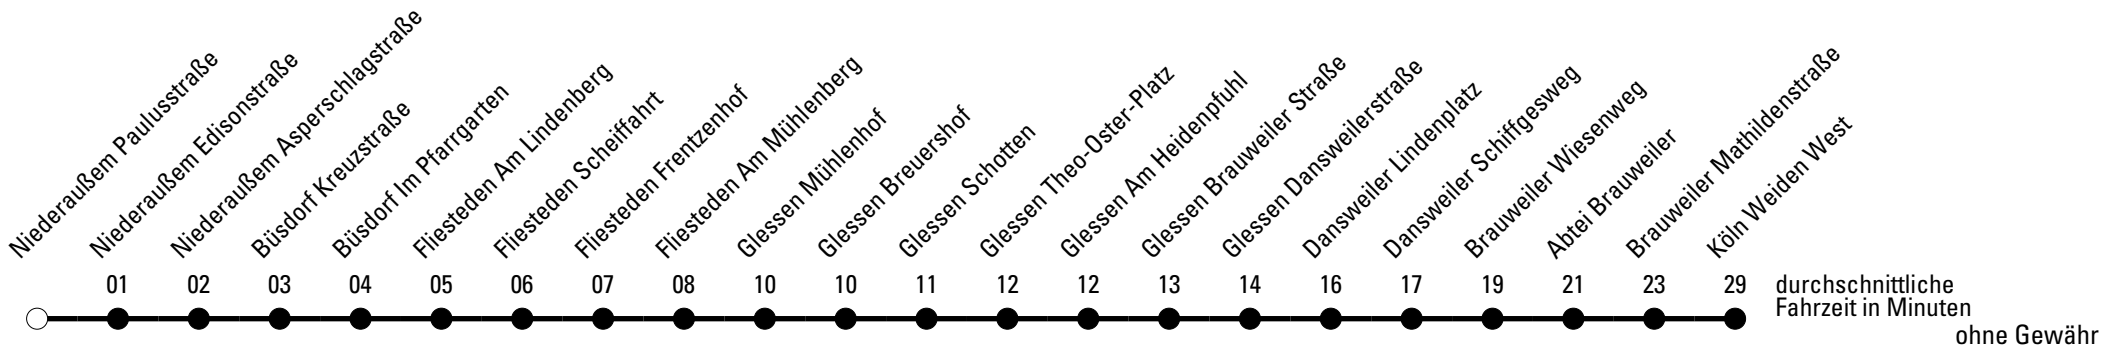 Niederaußem Paulusstraße
Niederaußem Edisonstraße
Niederaußem Asperschlagstraße
Büsdorf Kreuzstraße
Büsdorf Im Pfarrgarten
Fliesteden Am Lindenberg
Fliesteden Scheiffahrt
Fliesteden Frentzenhof
Fliesteden Am Mühlenberg
Glessen Mühlenhof
Glessen Breuershof
Glessen Schotten
Glessen Theo-Oster-Platz
Glessen Am Heidenpfuhl
Glessen Brauweiler Straße
Glessen Dansweilerstraße
Dansweiler Lindenplatz
Dansweiler Schiffgesweg
Brauweiler Wiesenweg
Abtei Brauweiler
Brauweiler Mathildenstraße
Köln Weiden West
01 02 03 04 05 06 07 08 10 10 11 12 12 13 14 16 17 19 21 23 29
durchschnittliche
Fahrzeit in Minuten
ohne Gewähr